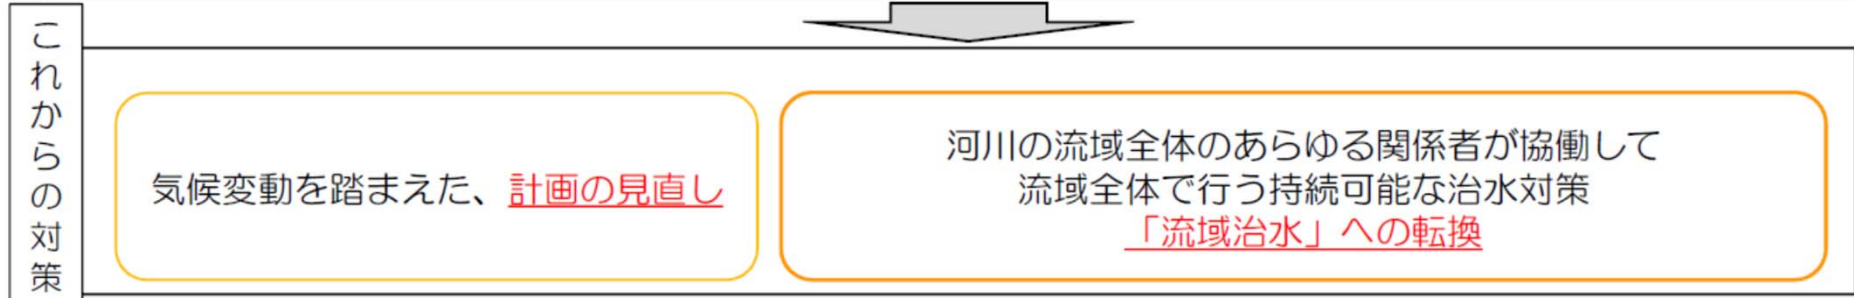 これからの対策
気候変動を踏まえた、計画の見直し
河川の流域全体のあらゆる関係者が協働して
流域全体で行う持続可能な治水対策
「流域治水」への転換